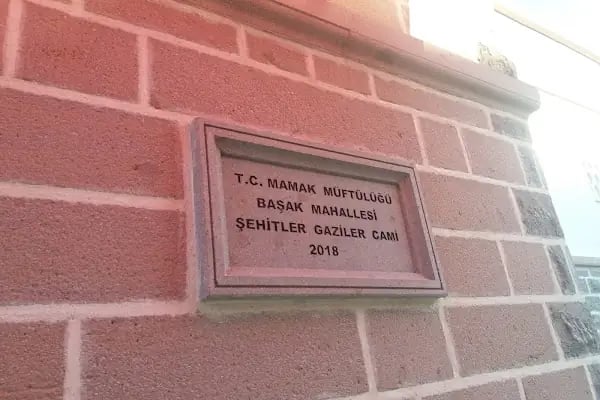 T.C. MAMAK MÜFTÜLÜĞÜ
BAŞAK MAHALLESİ
ŞEHİTLER GAZİLER CAMİ
2018